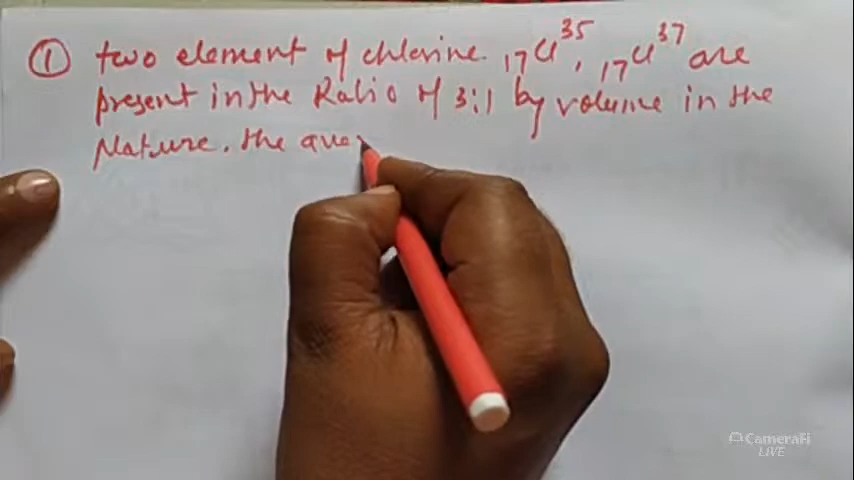 ① two element of chlorine. ₁₇Cl³⁵, ₁₇Cl³⁷ are
present in the Ratio of 3:1 by volume in the
Nature. the ave
CameraFi
LIVE